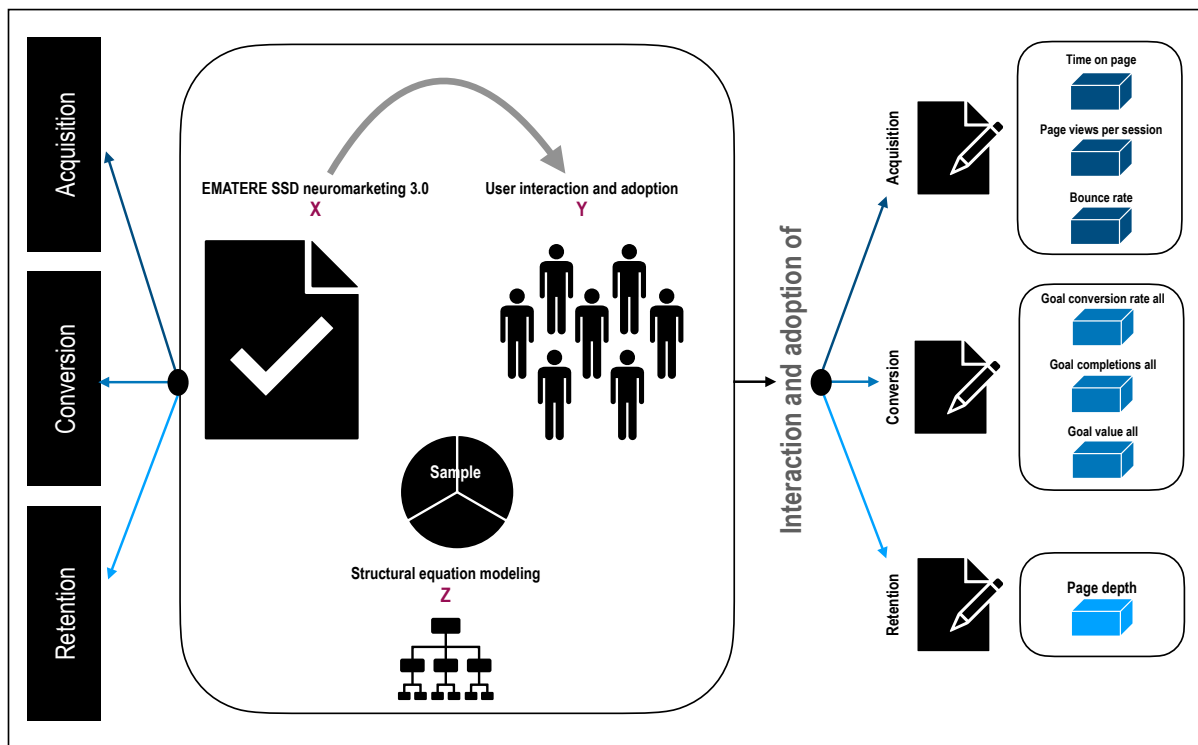 Acquisition
Conversion
Retention
EMATERE SSD neuromarketing 3.0
X
User interaction and adoption
Y
Sample
Structural equation modeling
Z
Interaction and adoption of
Acquisition
Time on page
Page views per session
Bounce rate
Conversion
Goal conversion rate all
Goal completions all
Goal value all
Retention
Page depth